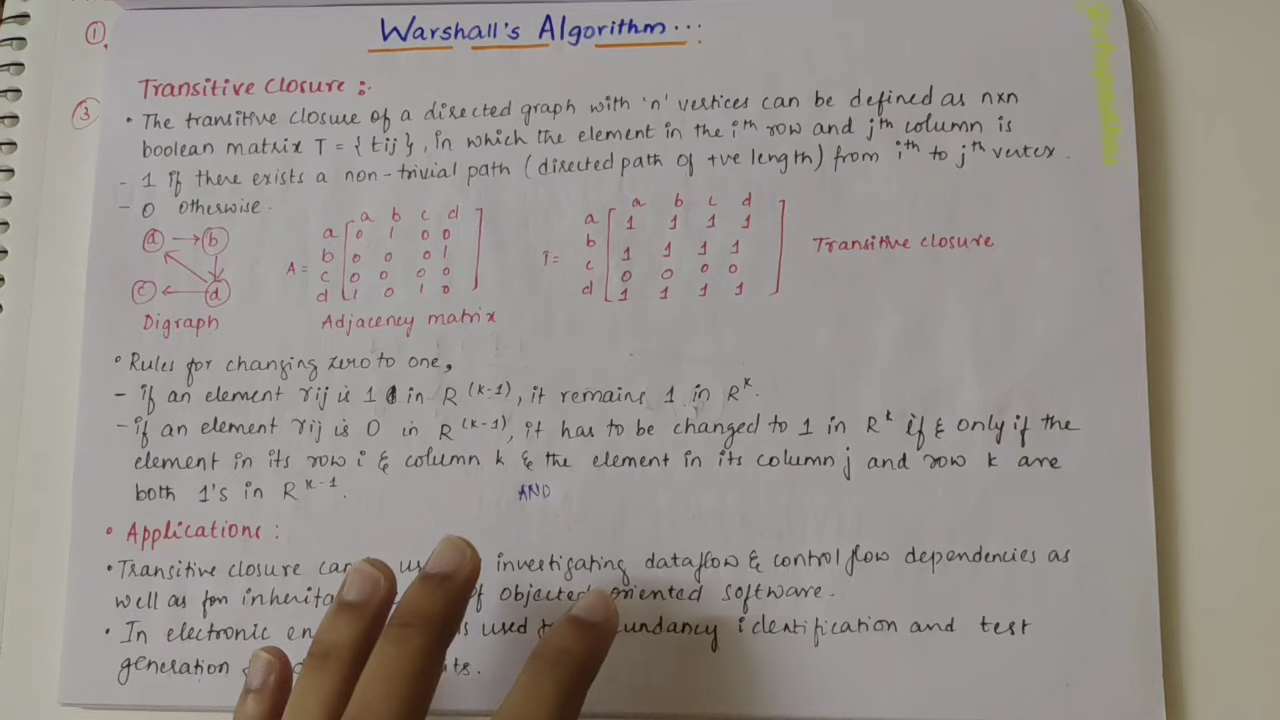 ①.
Warshall's Algorithm...
③
Transitive Closure :-
• The transitive closure of a directed graph with 'n' vertices can be defined as nxn
boolean matrix T = { tij }, in which the element in the ith row and jth column is
- 1 if there exists a non-trivial path (directed path of +ve length) from ith to jth vertex.
- 0 otherwise.
a b
c d
Digraph
a b c d
a 0 1 0 0
b 0 0 0 1
A = c 0 0 0 0
d 1 0 1 0
Adjacency matrix
a b c d
a 1 1 1 1
b 1 1 1 1
T = c 0 0 0 0
d 1 1 1 1
Transitive closure
• Rules for changing zero to one,
- if an element rij is 1 in R(k-1), it remains 1 in Rk.
- if an element rij is 0 in R(k-1), it has to be changed to 1 in Rk if & only if the
element in its row i & column k & the element in its column j and row k are
both 1's in Rk-1.
AND
• Applications :
• Transitive closure can investigating dataflow & control flow dependencies as
well as for objected oriented software.
• In electronic used identification and test
generation